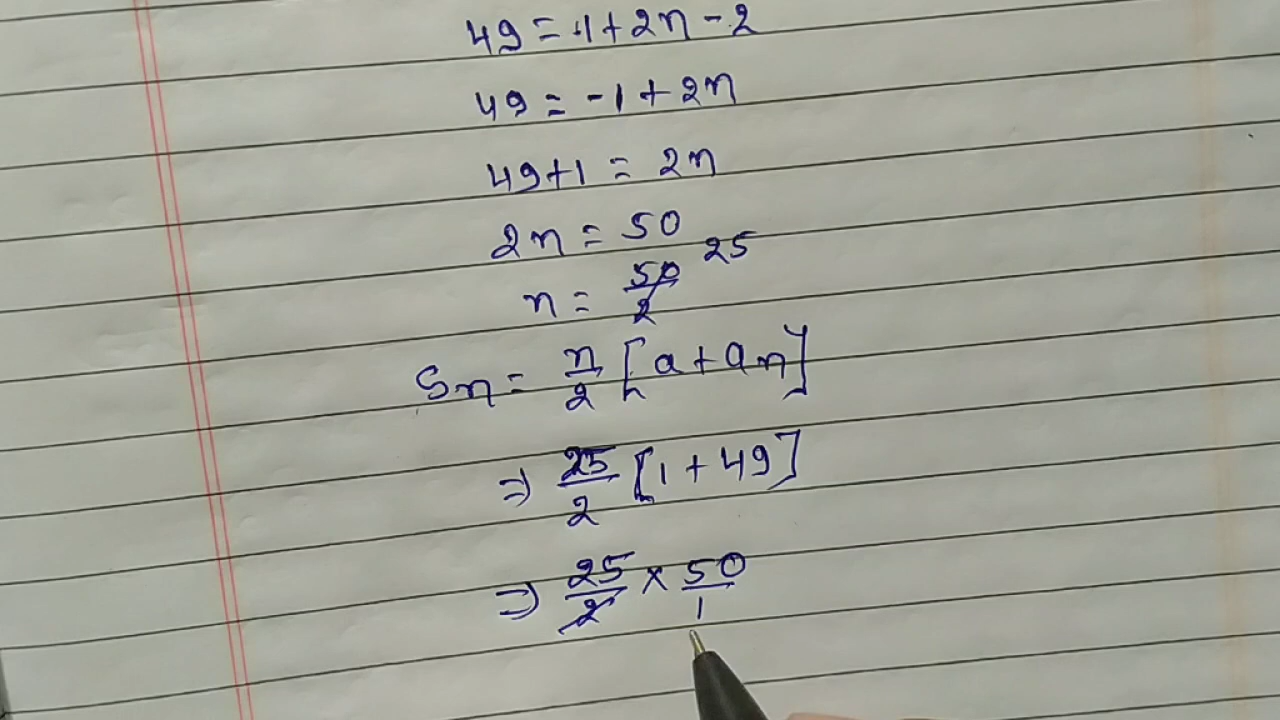 49 = 1 + 2n - 2
49 = -1 + 2n
49+1 = 2n
2n = 50
n = 50/2 25
Sn = n/2 [a + an]
⇒ 25/2 [1 + 49]
⇒ 25/2 × 50/1